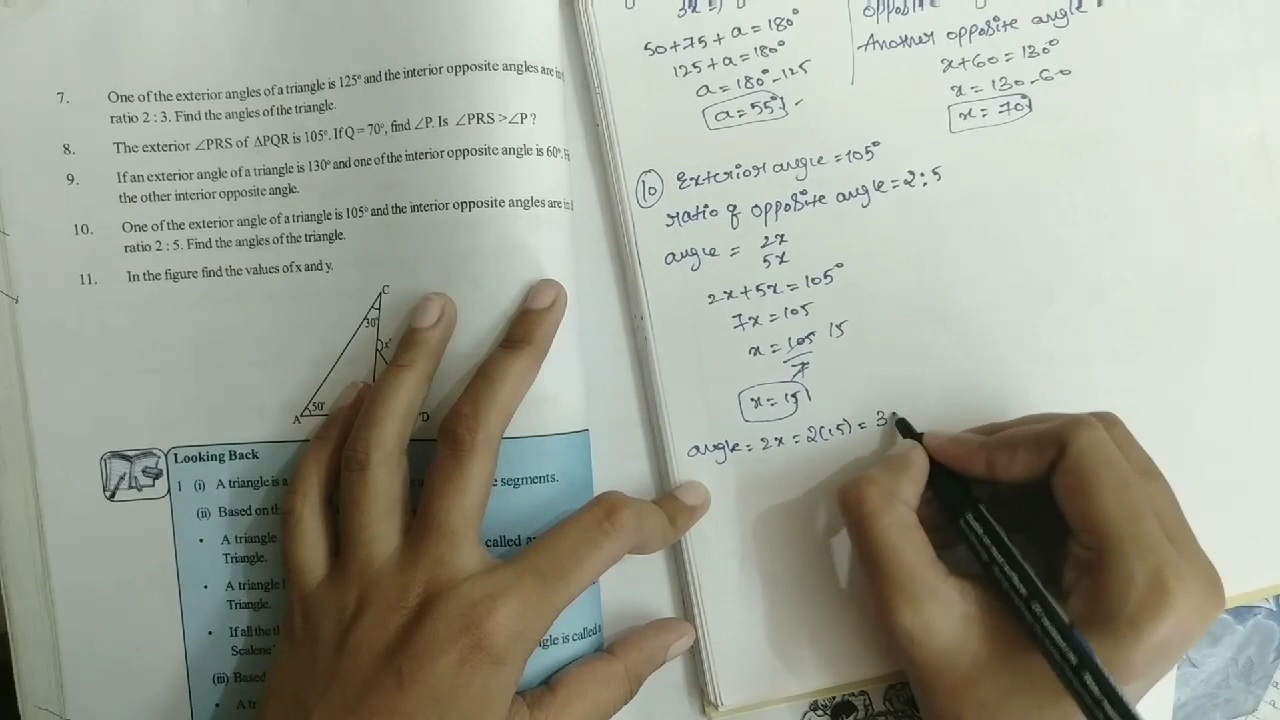 7. One of the exterior angles of a triangle is 125° and the interior opposite angles are in
ratio 2 : 3. Find the angles of the triangle.
8. The exterior ∠PRS of ΔPQR is 105°. If Q = 70°, find ∠P. Is ∠PRS > ∠P ?
9. If an exterior angle of a triangle is 130° and one of the interior opposite angle is 60°.
the other interior opposite angle.
10. One of the exterior angle of a triangle is 105° and the interior opposite angles are in
ratio 2 : 5. Find the angles of the triangle.
11. In the figure find the values of x and y.
C
30°
x°
50°
A
D
Looking Back
1 (i) A triangle is a
segments.
(ii) Based on th
• A triangle
called a
Triangle.
• A triangle
Triangle.
• If all the
ngle is called
Scalene
(iii) Based
• A tr
50+75+a=180°
125+a=180°
a=180°-125
a=55°
Another opposite angle
x+60=130°
x=130-60
x=70°
10 Exterior angle=105°
ratio of opposite angle=2:5
angle = 2x
5x
2x+5x=105°
7x=105
x=105 15
7
x=15
angle=2x=2(15)=3